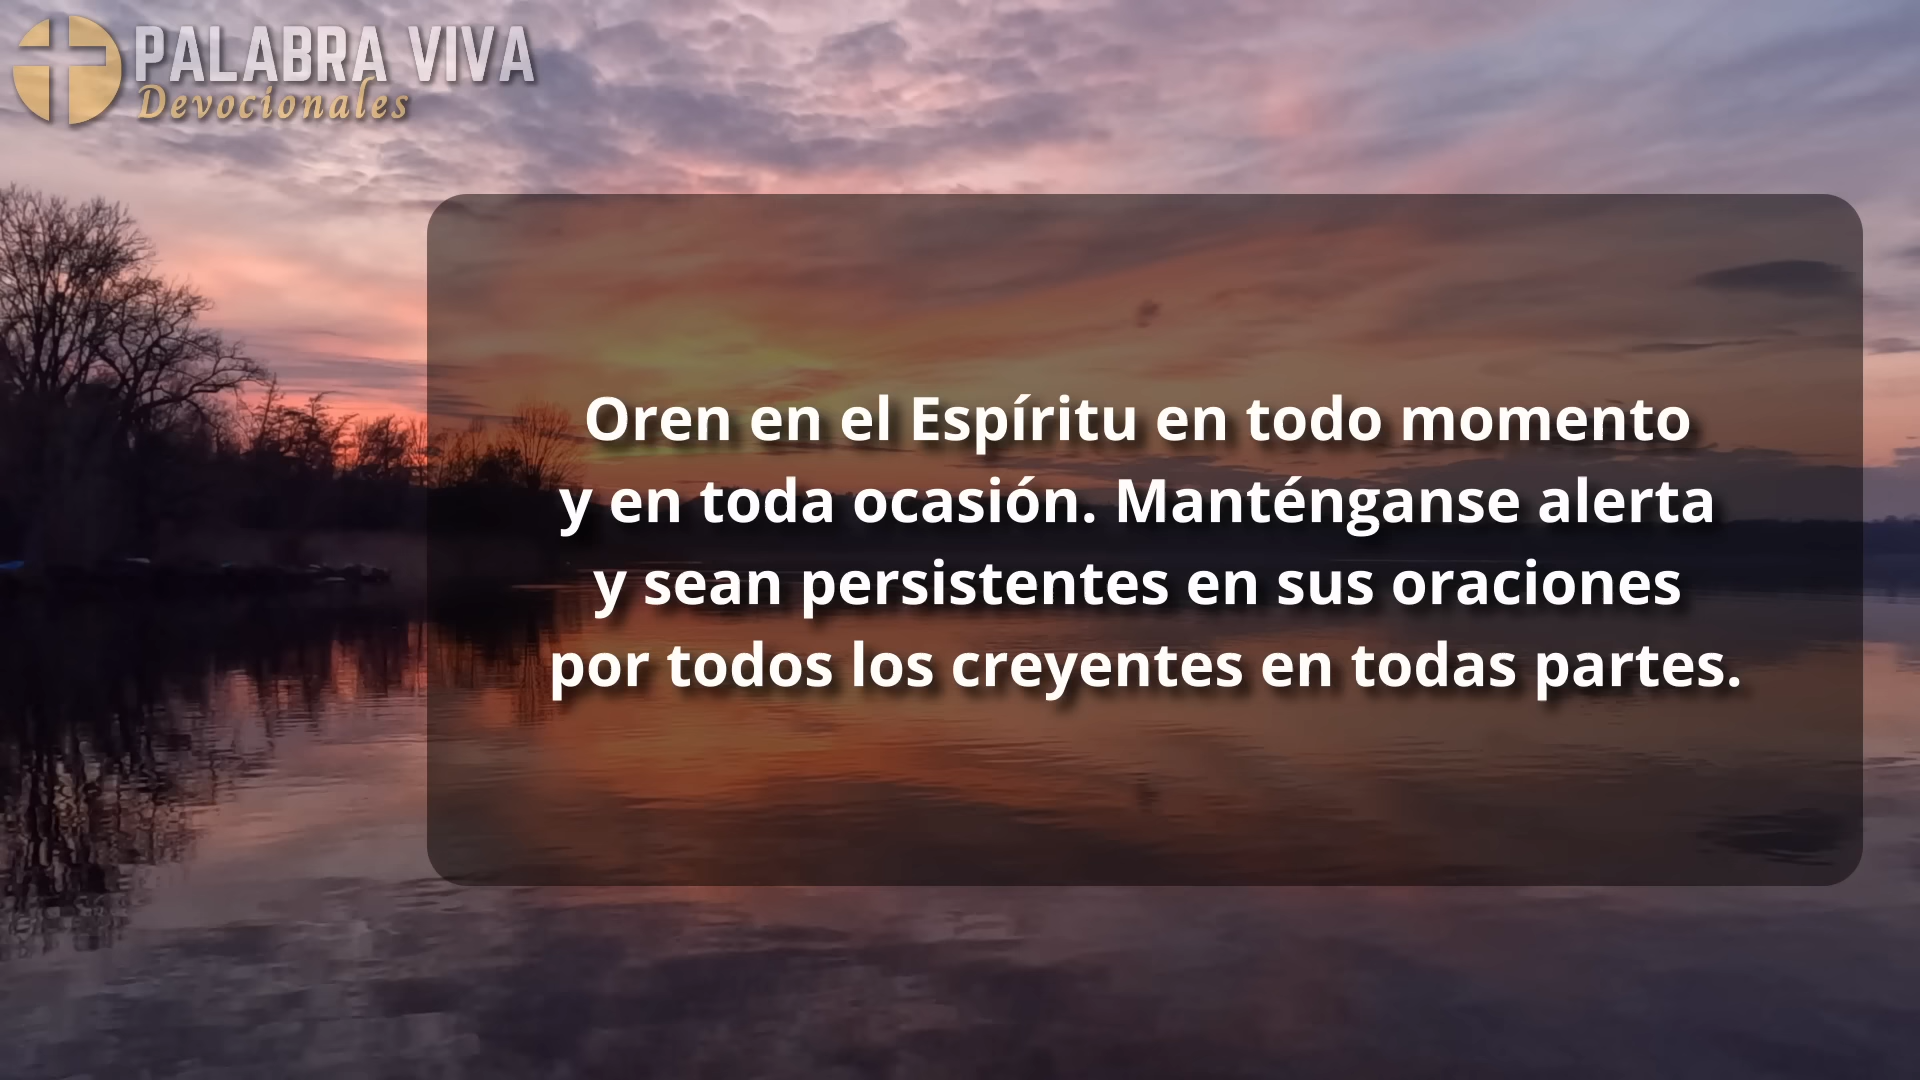 PALABRA VIVA
Devocionales
Oren en el Espíritu en todo momento
y en toda ocasión. Manténganse alerta
y sean persistentes en sus oraciones
por todos los creyentes en todas partes.